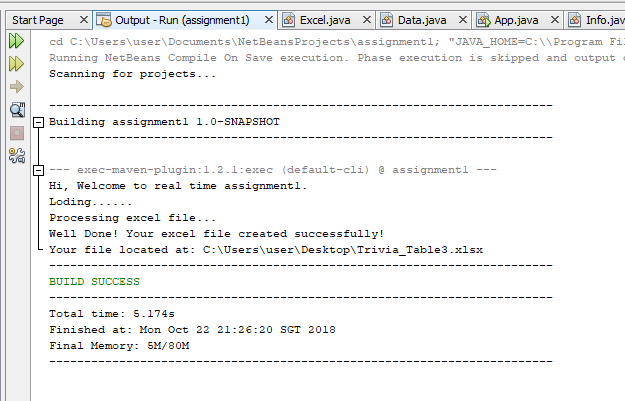 Start Page Output - Run (assignment1) Excel.java Data.java App.java Info.java
cd C:\Users\user\Documents\NetBeansProjects\assignment1; "JAVA_HOME=C:\\Program
Running NetBeans Compile On Save execution. Phase execution is skipped and output
Scanning for projects...
------------------------------------------------------------------------
Building assignment1 1.0-SNAPSHOT
------------------------------------------------------------------------
--- exec-maven-plugin:1.2.1:exec (default-cli) @ assignment1 ---
Hi, Welcome to real time assignment1.
Loding......
Processing excel file...
Well Done! Your excel file created successfully!
Your file located at: C:\Users\user\Desktop\Trivia_Table3.xlsx
------------------------------------------------------------------------
BUILD SUCCESS
------------------------------------------------------------------------
Total time: 5.174s
Finished at: Mon Oct 22 21:26:20 SGT 2018
Final Memory: 5M/80M
------------------------------------------------------------------------